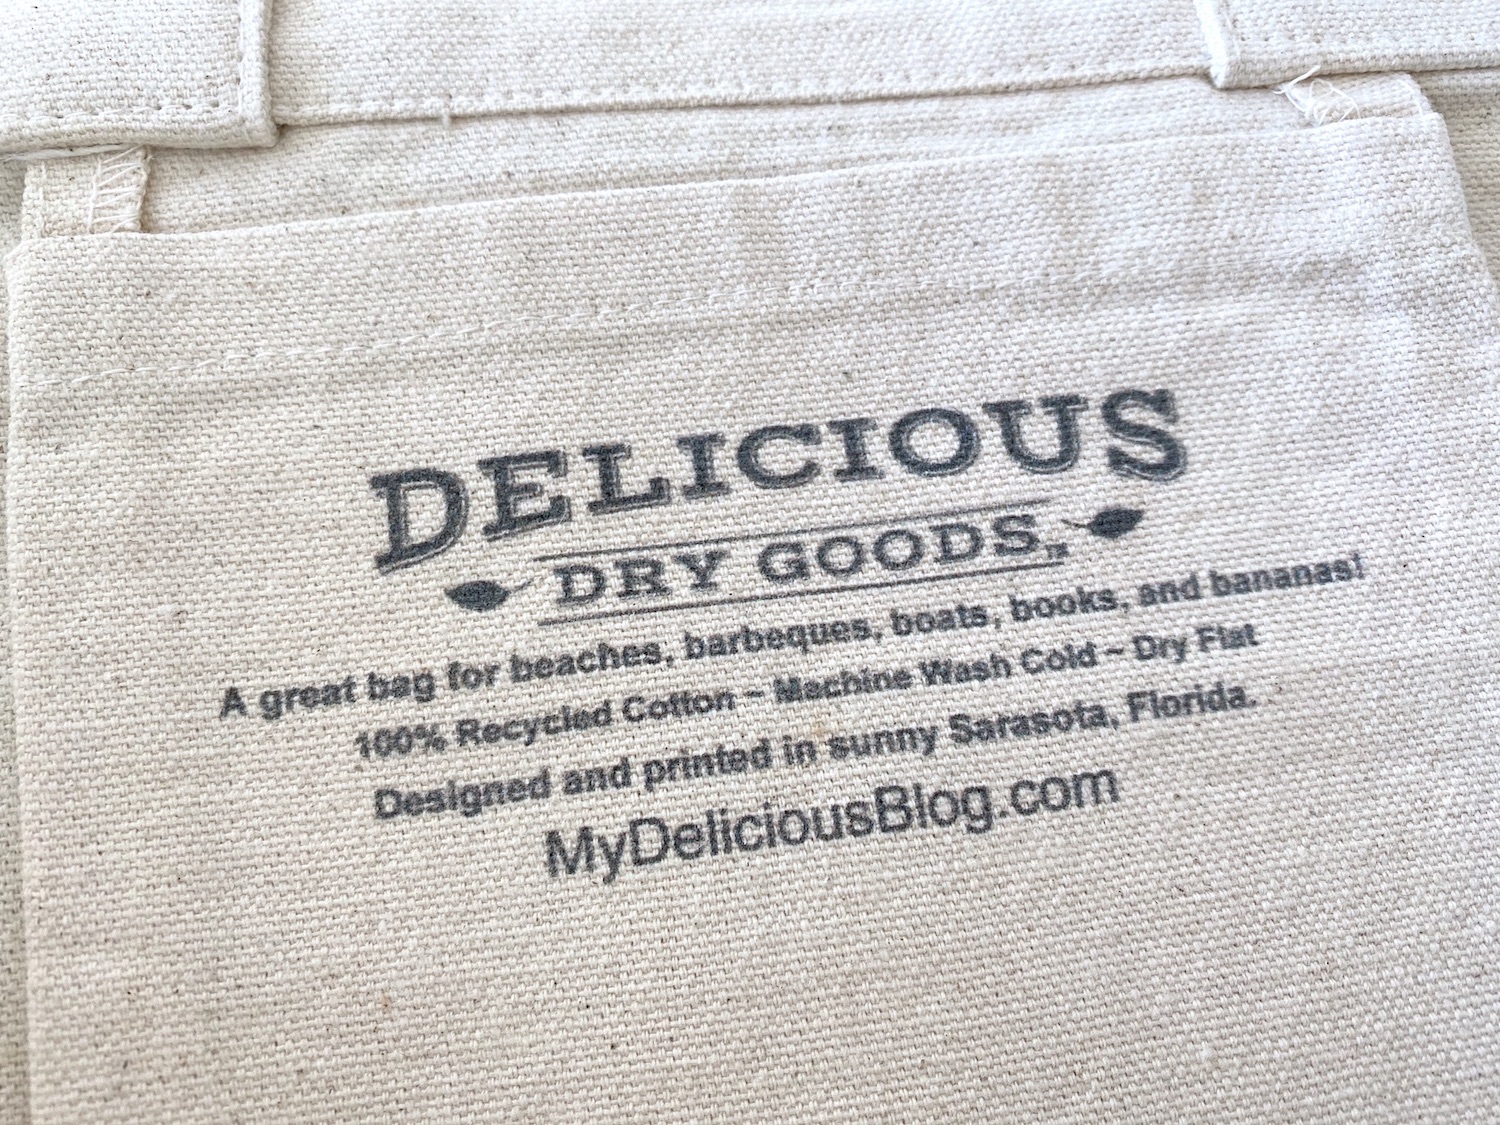 DELICIOUS
DRY GOODS™
A great bag for beaches, barbeques, boats, books, and bananas!
100% Recycled Cotton ~ Machine Wash Cold ~ Dry Flat
Designed and printed in sunny Sarasota, Florida.
MyDeliciousBlog.com